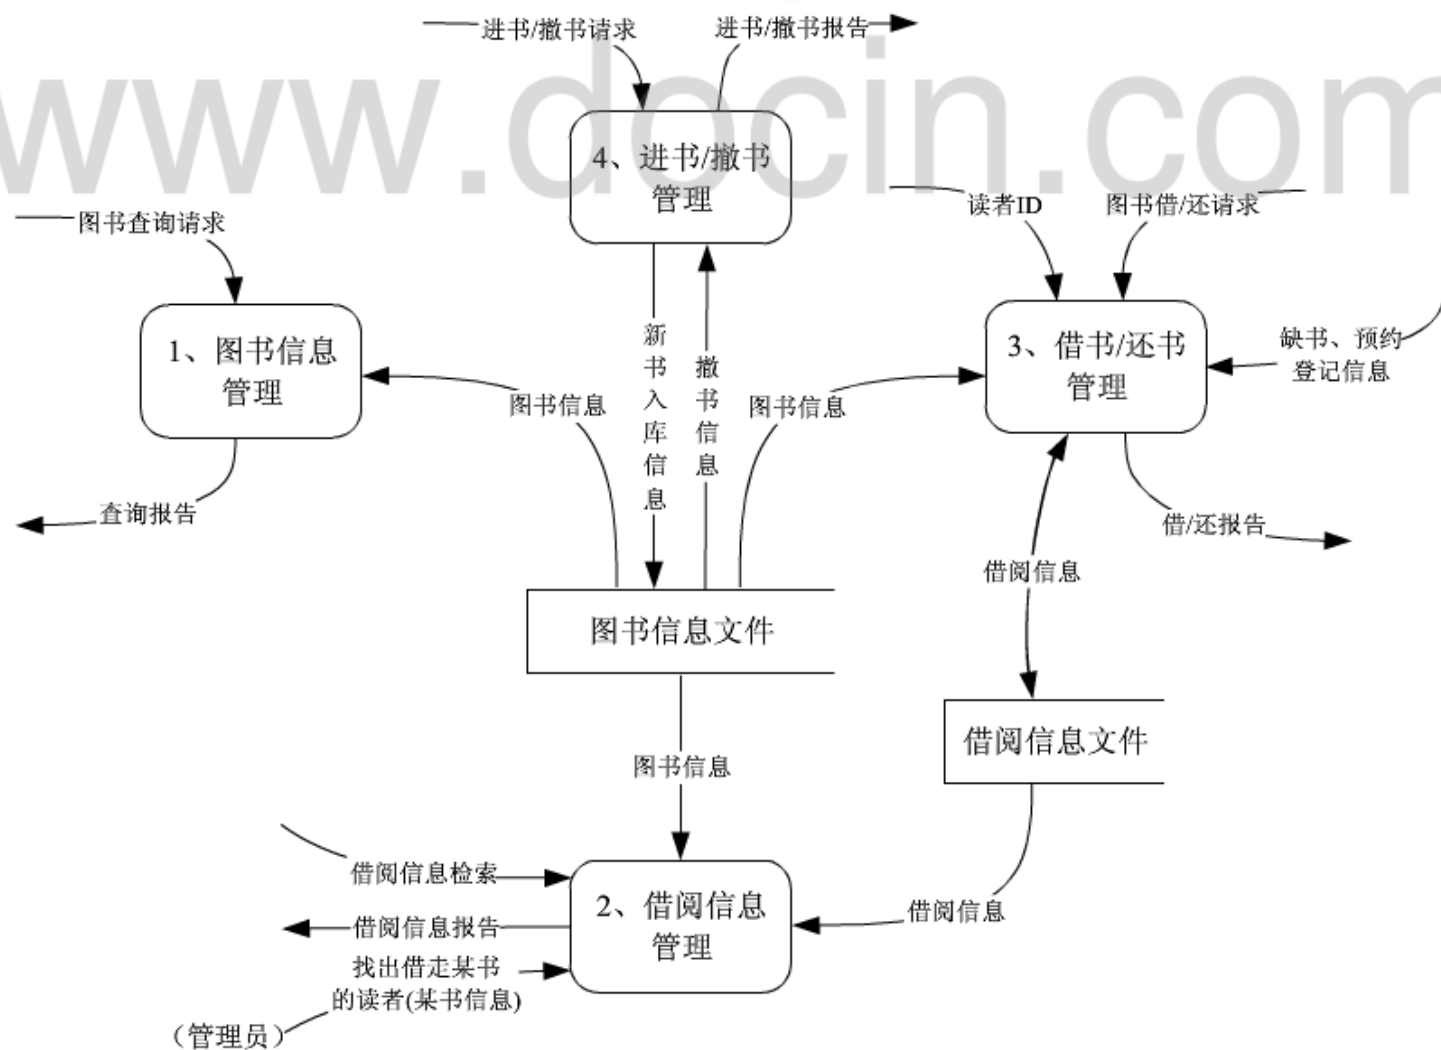 进书/撤书请求
进书/撤书报告
www.docin.com
4、进书/撤书
管理
读者ID
图书借/还请求
图书查询请求
1、图书信息
管理
3、借书/还书
管理
缺书、预约
登记信息
新书入库信息
撤书信息
图书信息
图书信息
查询报告
借/还报告
借阅信息
图书信息文件
借阅信息文件
图书信息
借阅信息检索
2、借阅信息
管理
借阅信息
借阅信息报告
找出借走某书
的读者(某书信息)
（管理员）